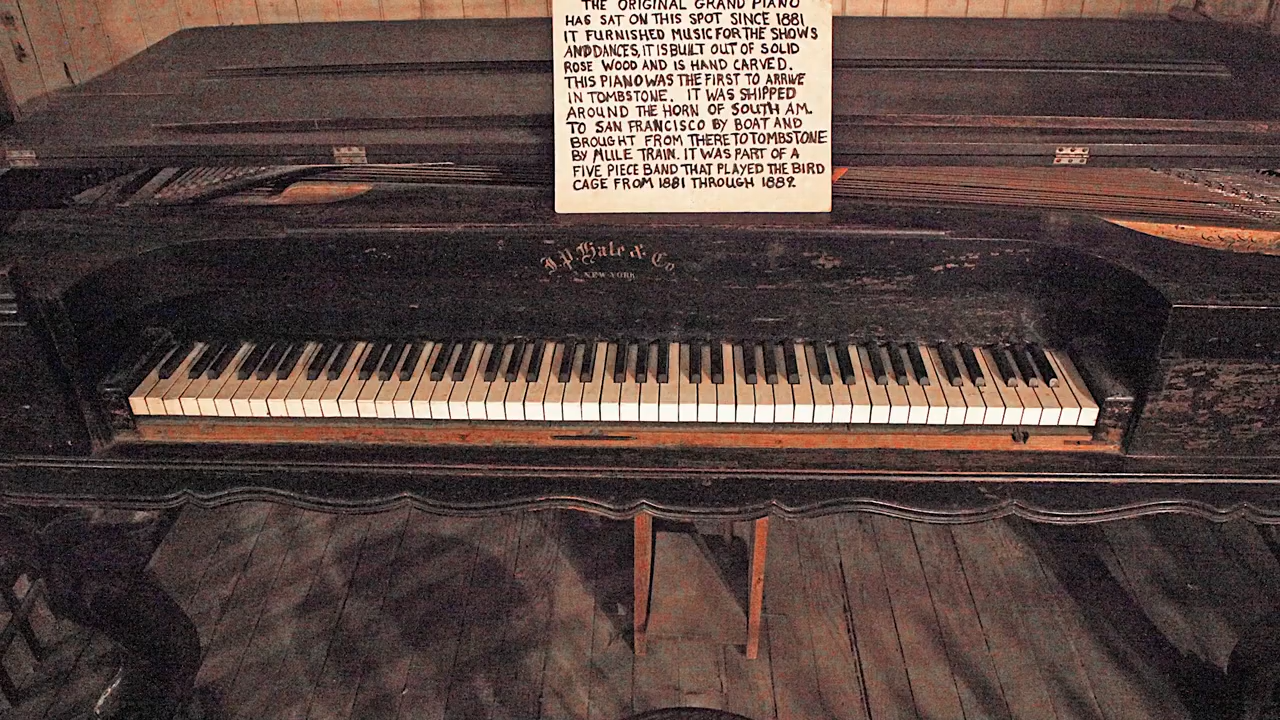 THE ORIGINAL GRAND PIANO
HAS SAT ON THIS SPOT SINCE 1881
IT FURNISHED MUSIC FOR THE SHOWS
AND DANCES, IT IS BUILT OUT OF SOLID
ROSE WOOD AND IS HAND CARVED.
THIS PIANO WAS THE FIRST TO ARRIVE
IN TOMBSTONE. IT WAS SHIPPED
AROUND THE HORN OF SOUTH AM.
TO SAN FRANCISCO BY BOAT AND
BROUGHT FROM THERE TO TOMBSTONE
BY MULE TRAIN. IT WAS PART OF A
FIVE PIECE BAND THAT PLAYED THE BIRD
CAGE FROM 1881 THROUGH 1889.
J.P. Hale & Co
NEW-YORK